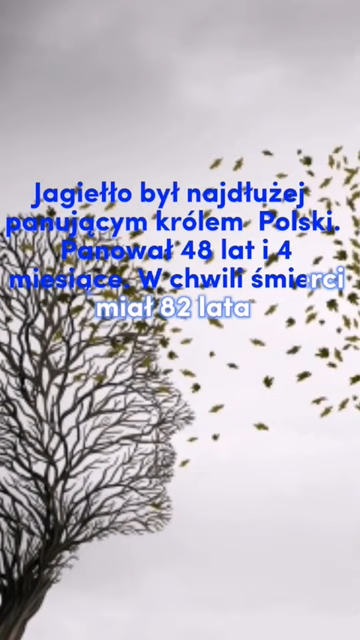 Jagiełło był najdłużej
panującym królem Polski.
Panował 48 lat i 4
miesiące. W chwili śmierci
miał 82 lata